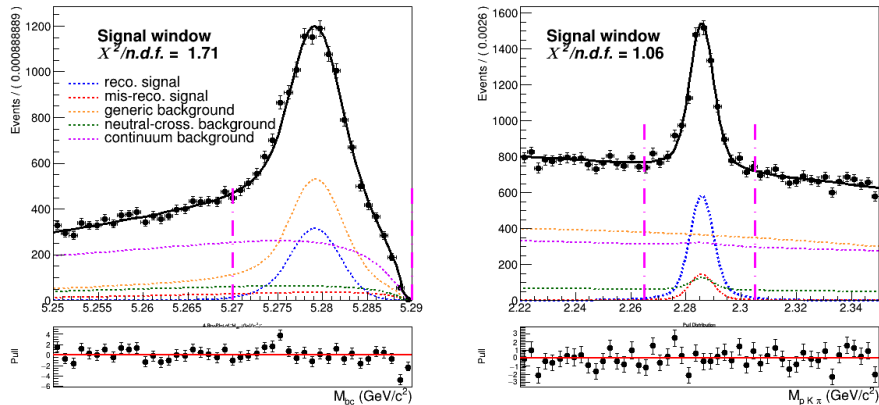 Signal window
X²/n.d.f. = 1.71
Events / ( 0.000888889)
1200
1000
800
600
400
200
0
reco. signal
mis-reco. signal
generic background
neutral-cross. background
continuum background
5.25 5.255 5.26 5.265 5.27 5.275 5.28 5.285 5.29
Pull
4
2
0
−2
−4
−6
M_bc (GeV/c²)
Signal window
X²/n.d.f. = 1.06
Events / ( 0.0026)
1600
1400
1200
1000
800
600
400
200
0
2.22 2.24 2.26 2.28 2.3 2.32 2.34
Pull Distribution
Pull
3
2
1
0
−1
−2
−3
M_p K π (GeV/c²)